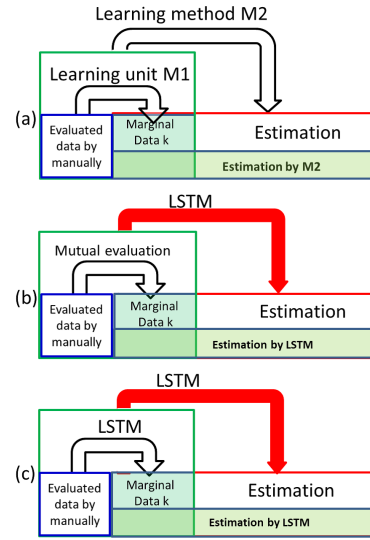 Learning method M2
Learning unit M1
(a)
Evaluated
data by
manually
Marginal
Data k
Estimation
Estimation by M2
LSTM
Mutual evaluation
(b)
Evaluated
data by
manually
Marginal
Data k
Estimation
Estimation by LSTM
LSTM
LSTM
(c)
Evaluated
data by
manually
Marginal
Data k
Estimation
Estimation by LSTM